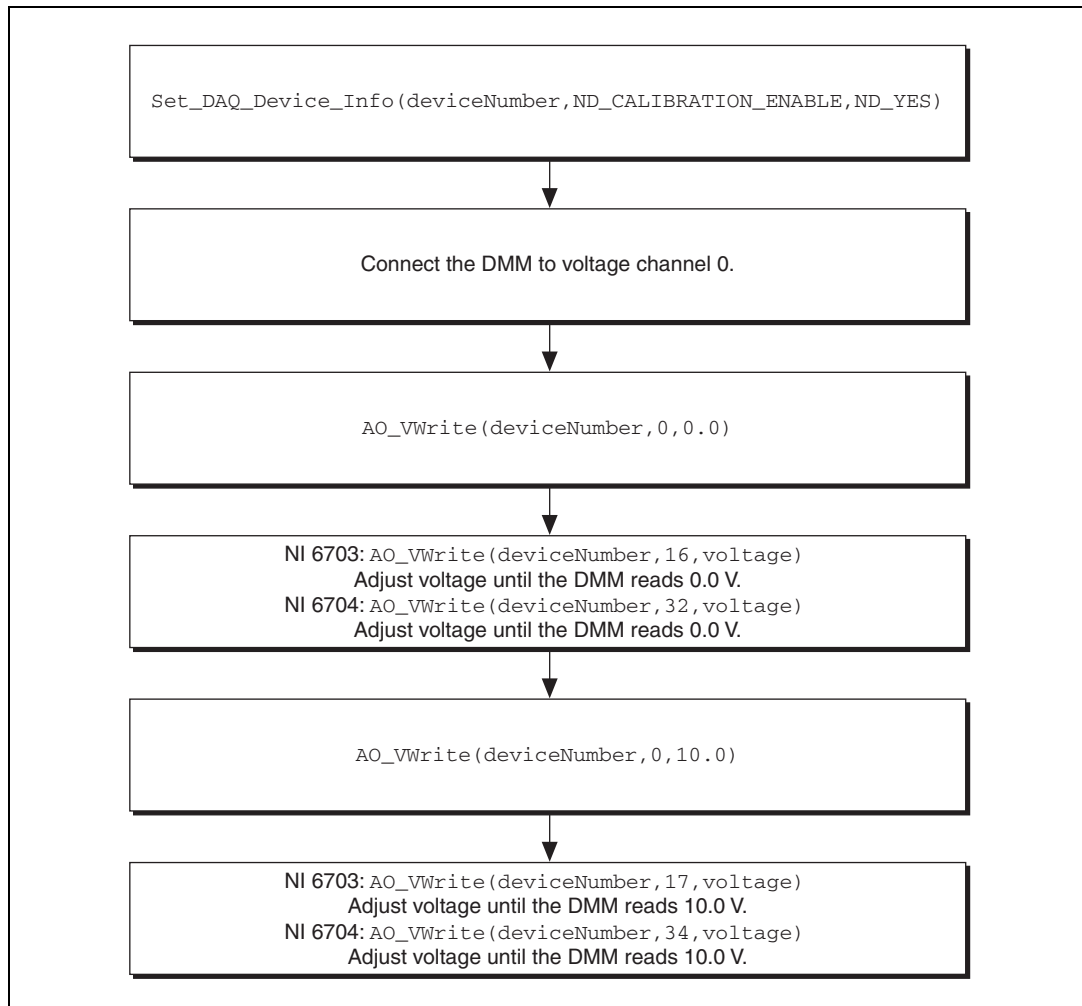 Set_DAQ_Device_Info(deviceNumber,ND_CALIBRATION_ENABLE,ND_YES)
Connect the DMM to voltage channel 0.
AO_VWrite(deviceNumber,0,0.0)
NI 6703: AO_VWrite(deviceNumber,16,voltage)
Adjust voltage until the DMM reads 0.0 V.
NI 6704: AO_VWrite(deviceNumber,32,voltage)
Adjust voltage until the DMM reads 0.0 V.
AO_VWrite(deviceNumber,0,10.0)
NI 6703: AO_VWrite(deviceNumber,17,voltage)
Adjust voltage until the DMM reads 10.0 V.
NI 6704: AO_VWrite(deviceNumber,34,voltage)
Adjust voltage until the DMM reads 10.0 V.